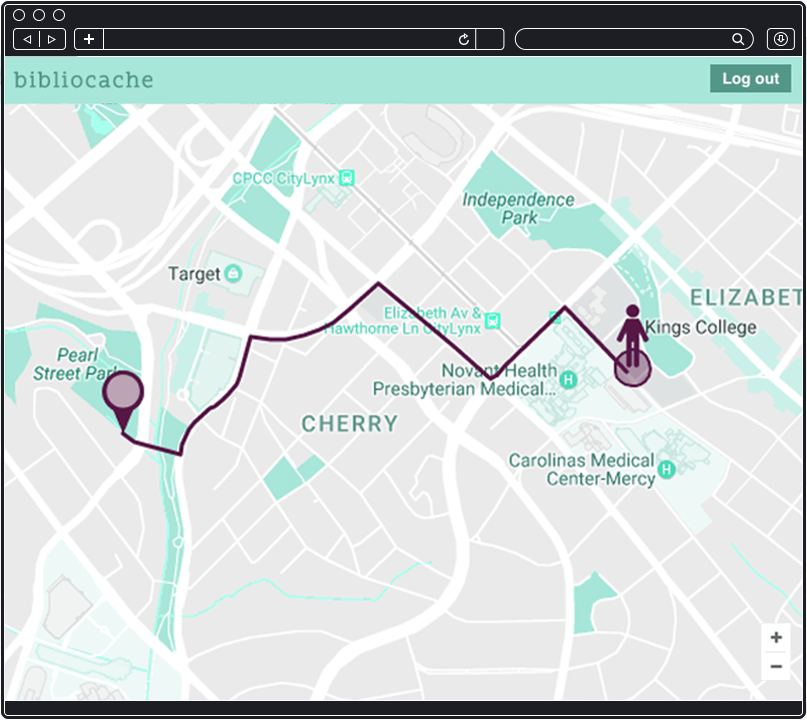 bibliocache
Log out
CPCC CityLynx
Independence
Park
Target
ELIZABET
Elizabeth Av &
Hawthorne Ln CityLynx
Kings College
Pearl
Street Park
Novant Health
Presbyterian Medical...
H
CHERRY
Carolinas Medical
Center-Mercy
H
+
−